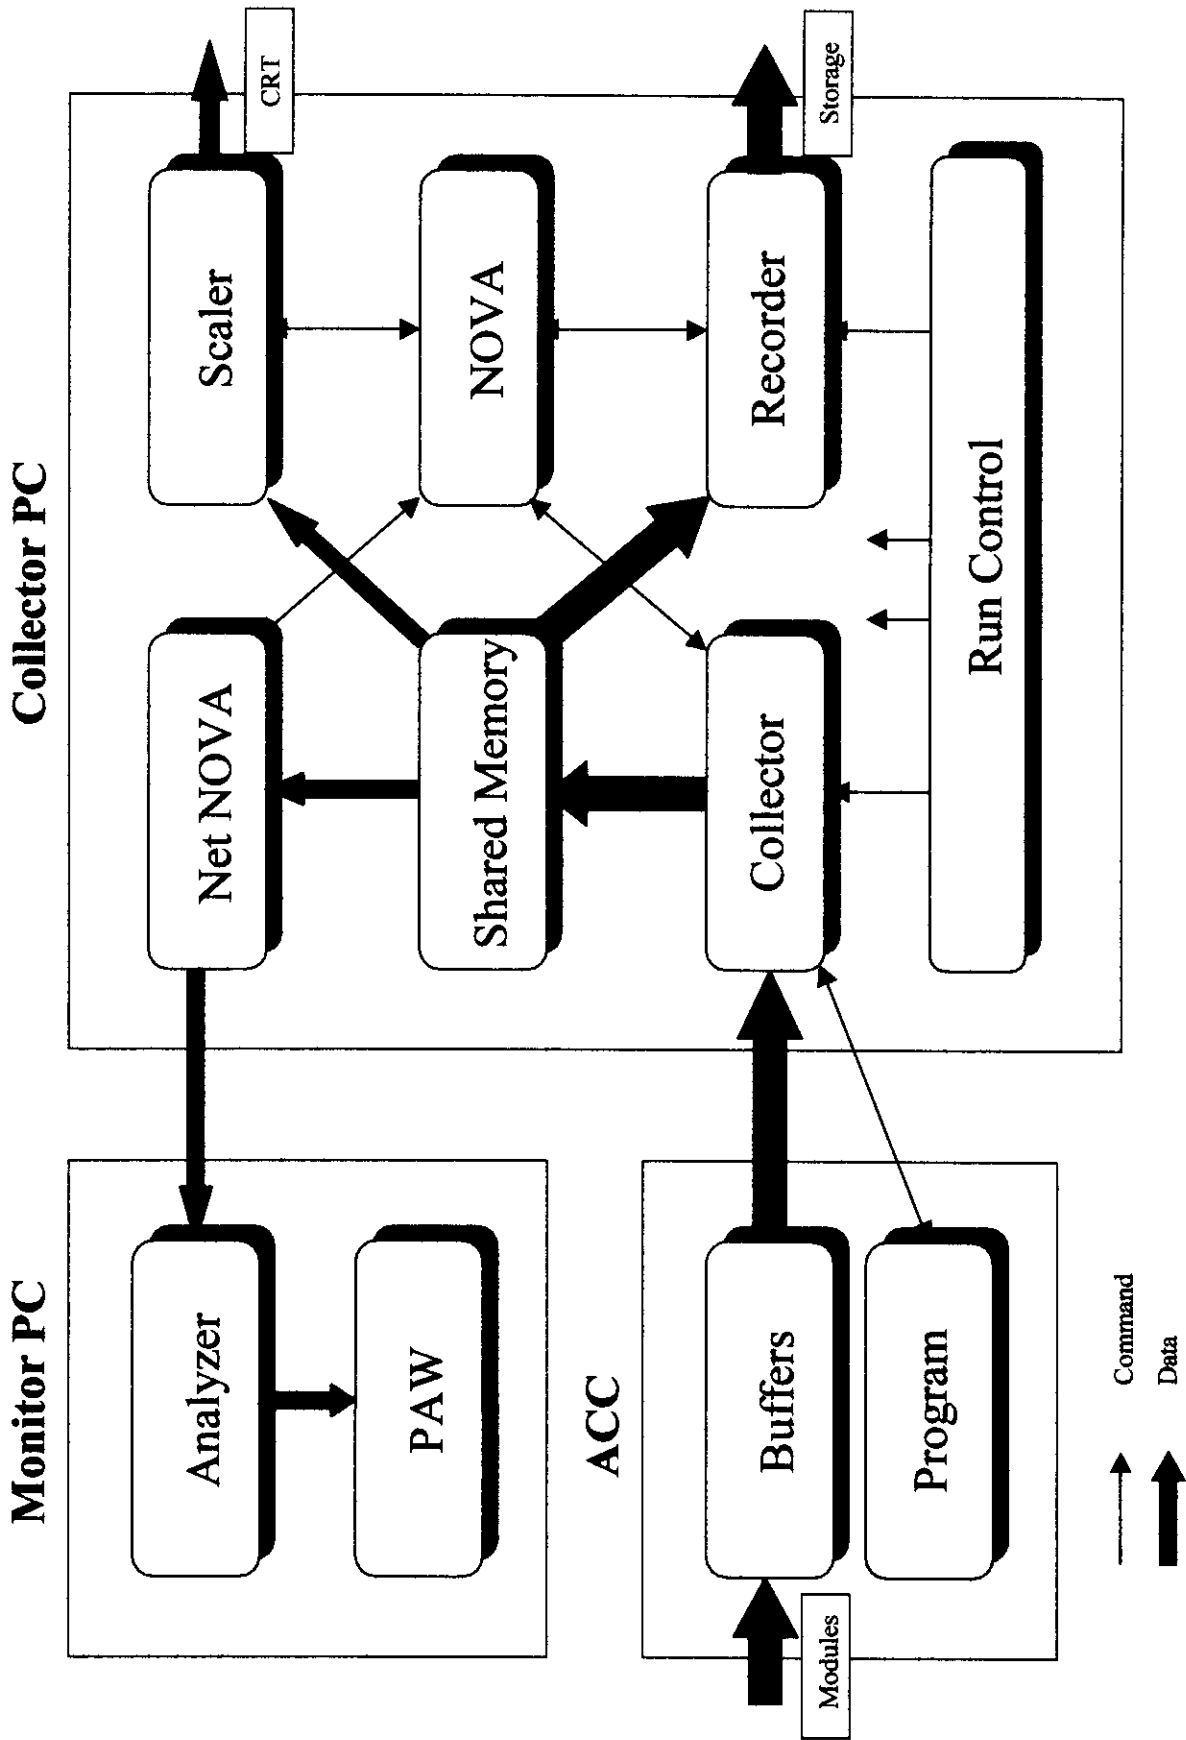 Monitor PC
Collector PC
Analyzer
PAW
Net NOVA
Scaler
CRT
Shared Memory
NOVA
ACC
Buffers
Collector
Recorder
Storage
Modules
Program
Run Control
Command
Data